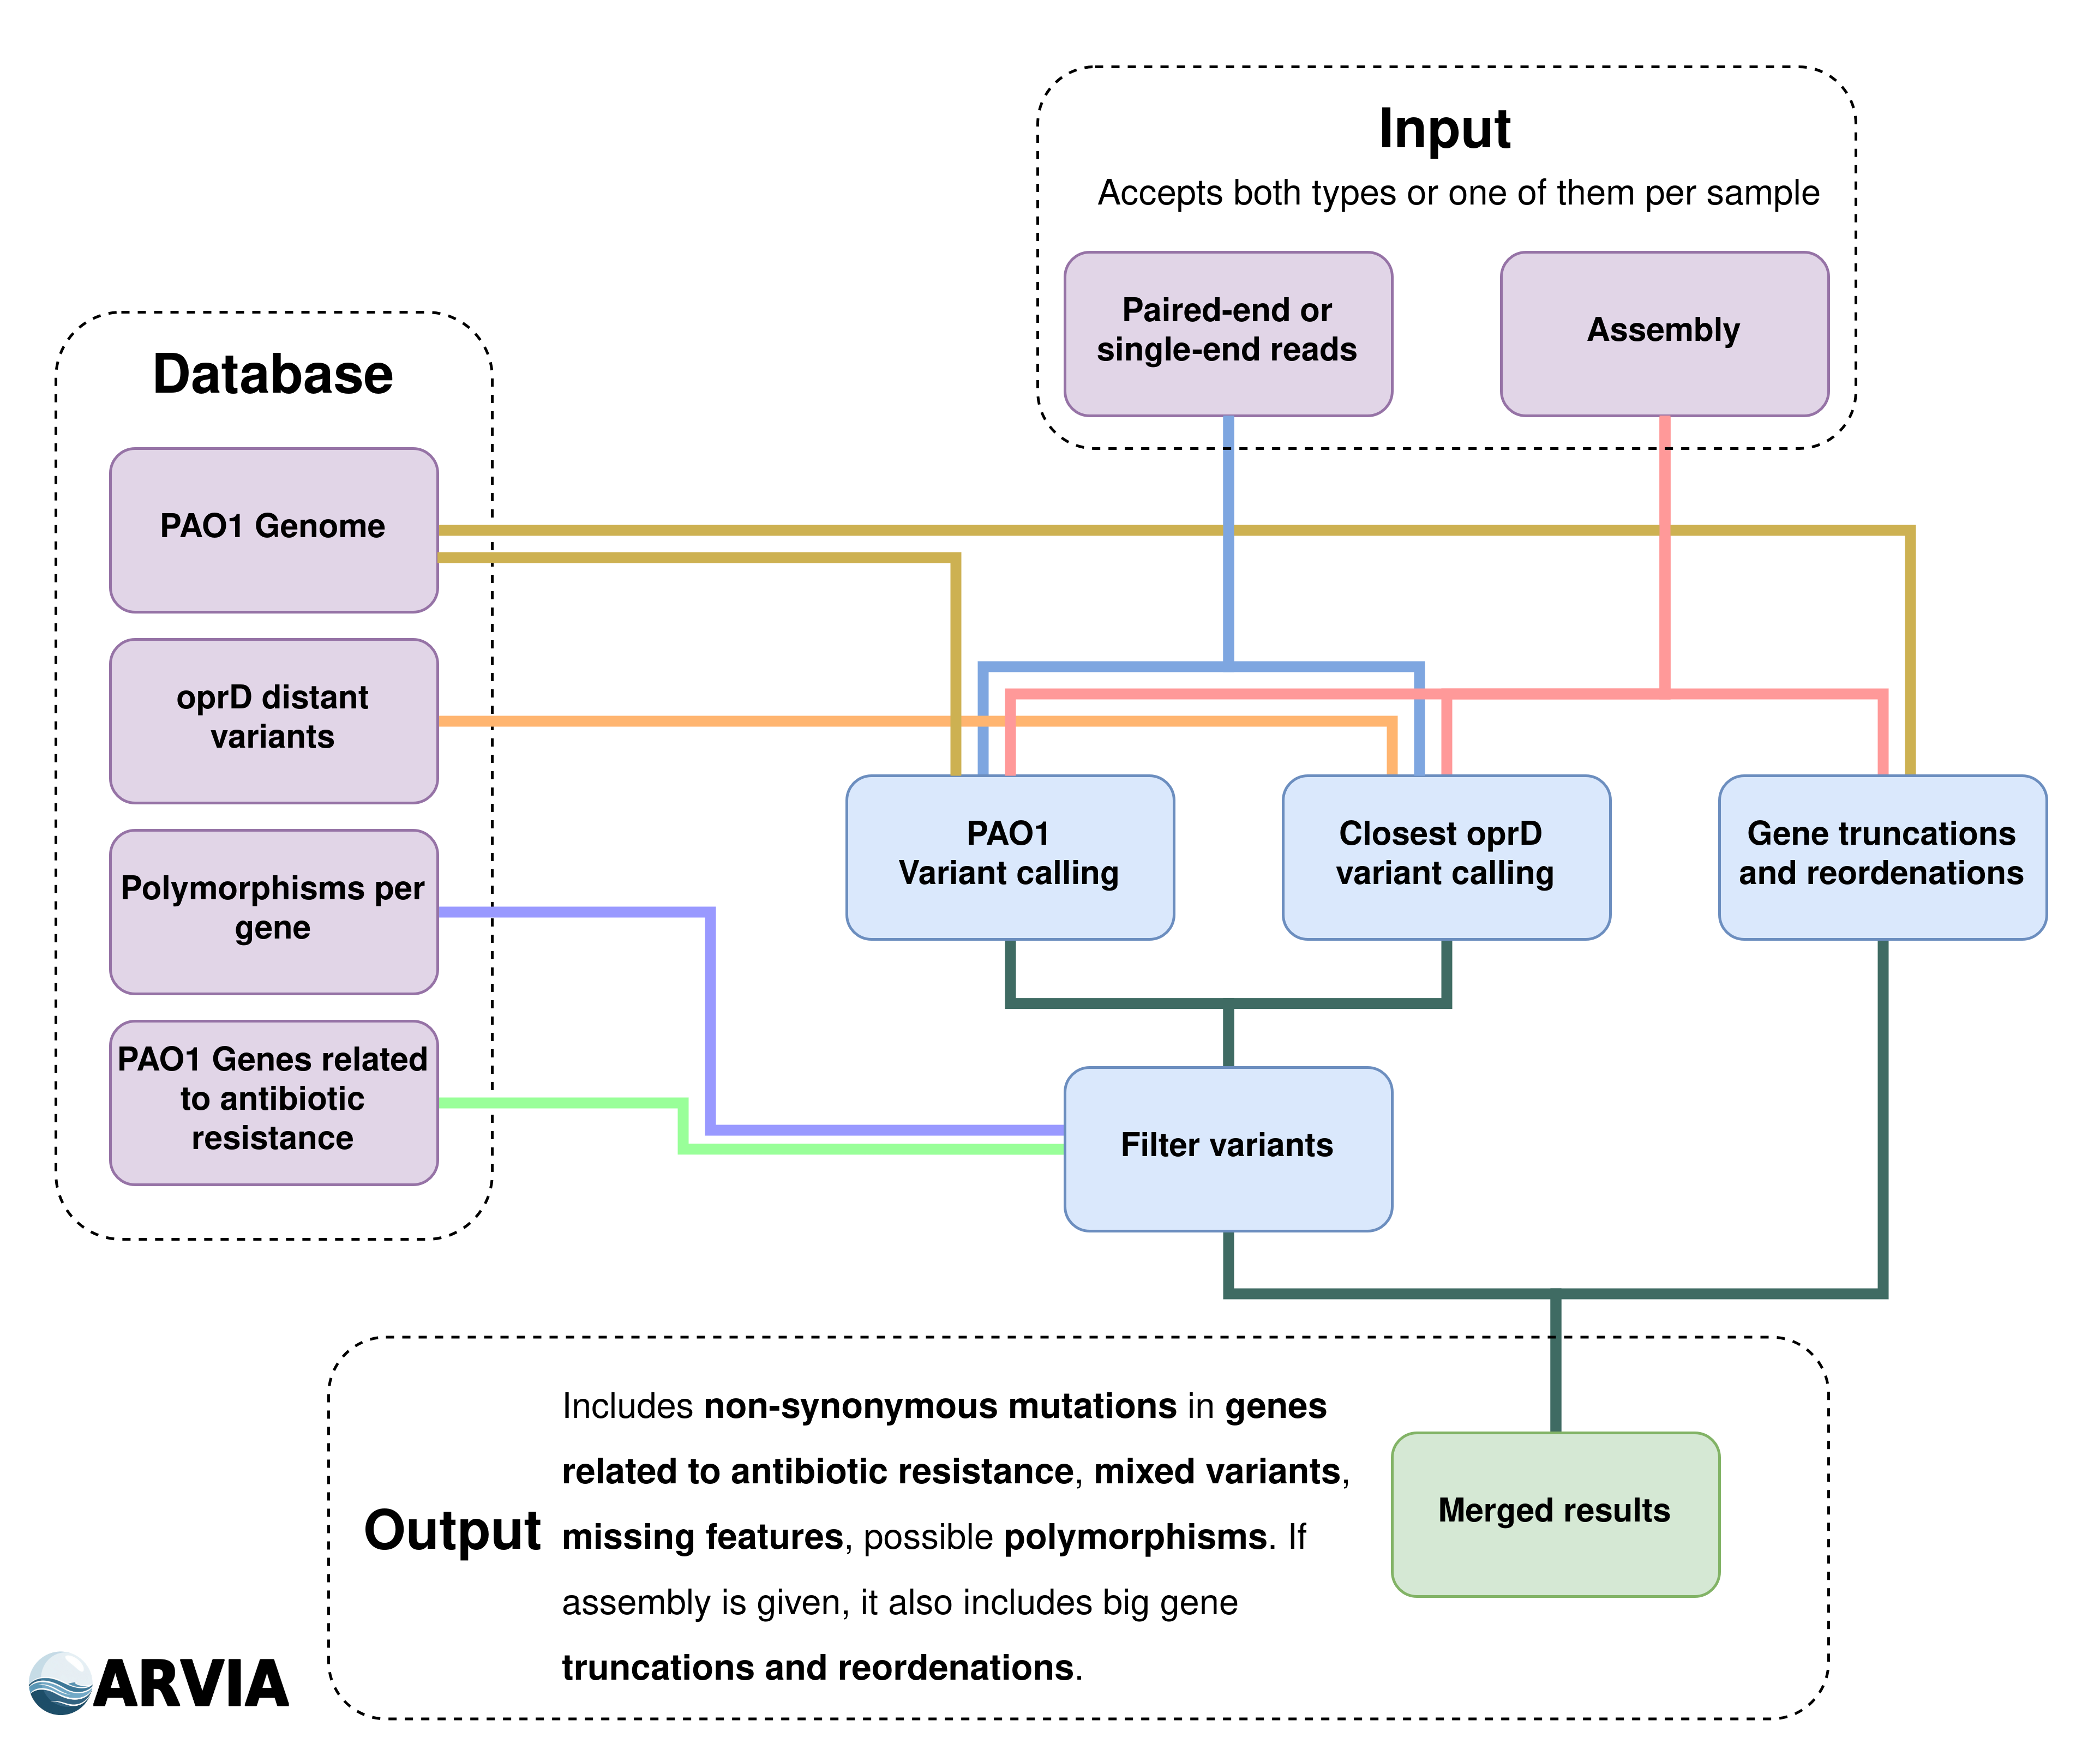 Input
Accepts both types or one of them per sample
Paired-end or
single-end reads
Assembly
Database
PAO1 Genome
oprD distant
variants
Polymorphisms per
gene
PAO1 Genes related
to antibiotic
resistance
PAO1
Variant calling
Closest oprD
variant calling
Gene truncations
and reordenations
Filter variants
Output
Includes non-synonymous mutations in genes
related to antibiotic resistance, mixed variants,
missing features, possible polymorphisms. If
assembly is given, it also includes big gene
truncations and reordenations.
Merged results
ARVIA